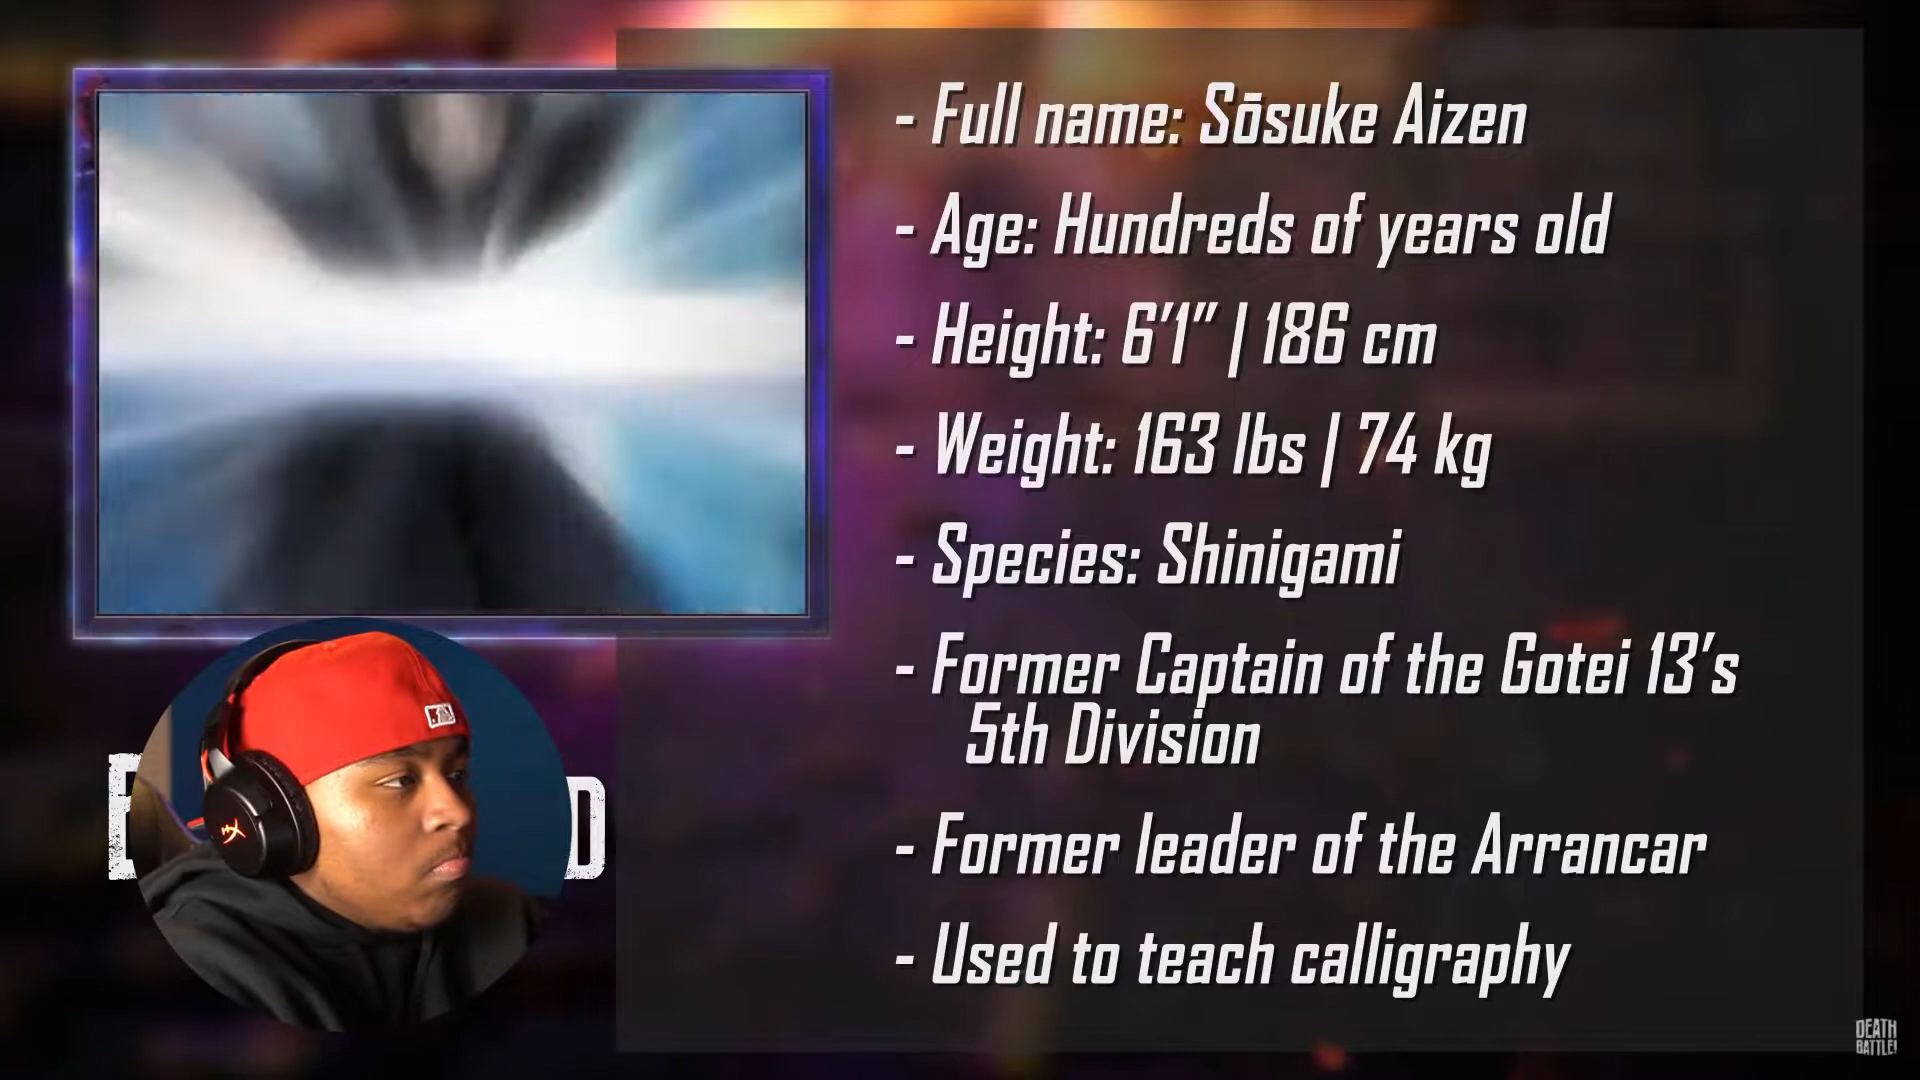 - Full name: Sōsuke Aizen
- Age: Hundreds of years old
- Height: 6'1" | 186 cm
- Weight: 163 lbs | 74 kg
- Species: Shinigami
- Former Captain of the Gotei 13's
5th Division
- Former leader of the Arrancar
- Used to teach calligraphy
DEATH
BATTLE!